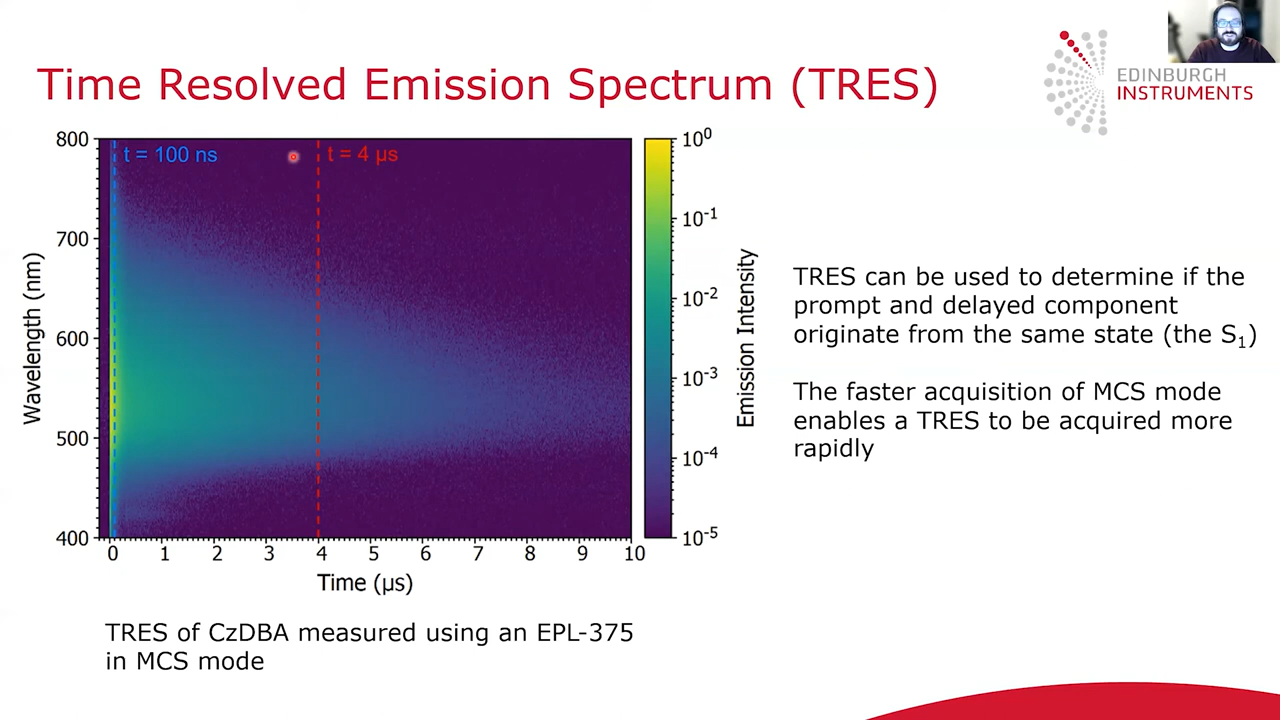 Time Resolved Emission Spectrum (TRES)
EDINBURGH
INSTRUMENTS
t = 100 ns
t = 4 µs
800
700
600
500
400
Wavelength (nm)
0 1 2 3 4 5 6 7 8 9 10
Time (µs)
10⁰
10⁻¹
10⁻²
10⁻³
10⁻⁴
10⁻⁵
Emission Intensity
TRES can be used to determine if the
prompt and delayed component
originate from the same state (the S₁)
The faster acquisition of MCS mode
enables a TRES to be acquired more
rapidly
TRES of CzDBA measured using an EPL-375
in MCS mode